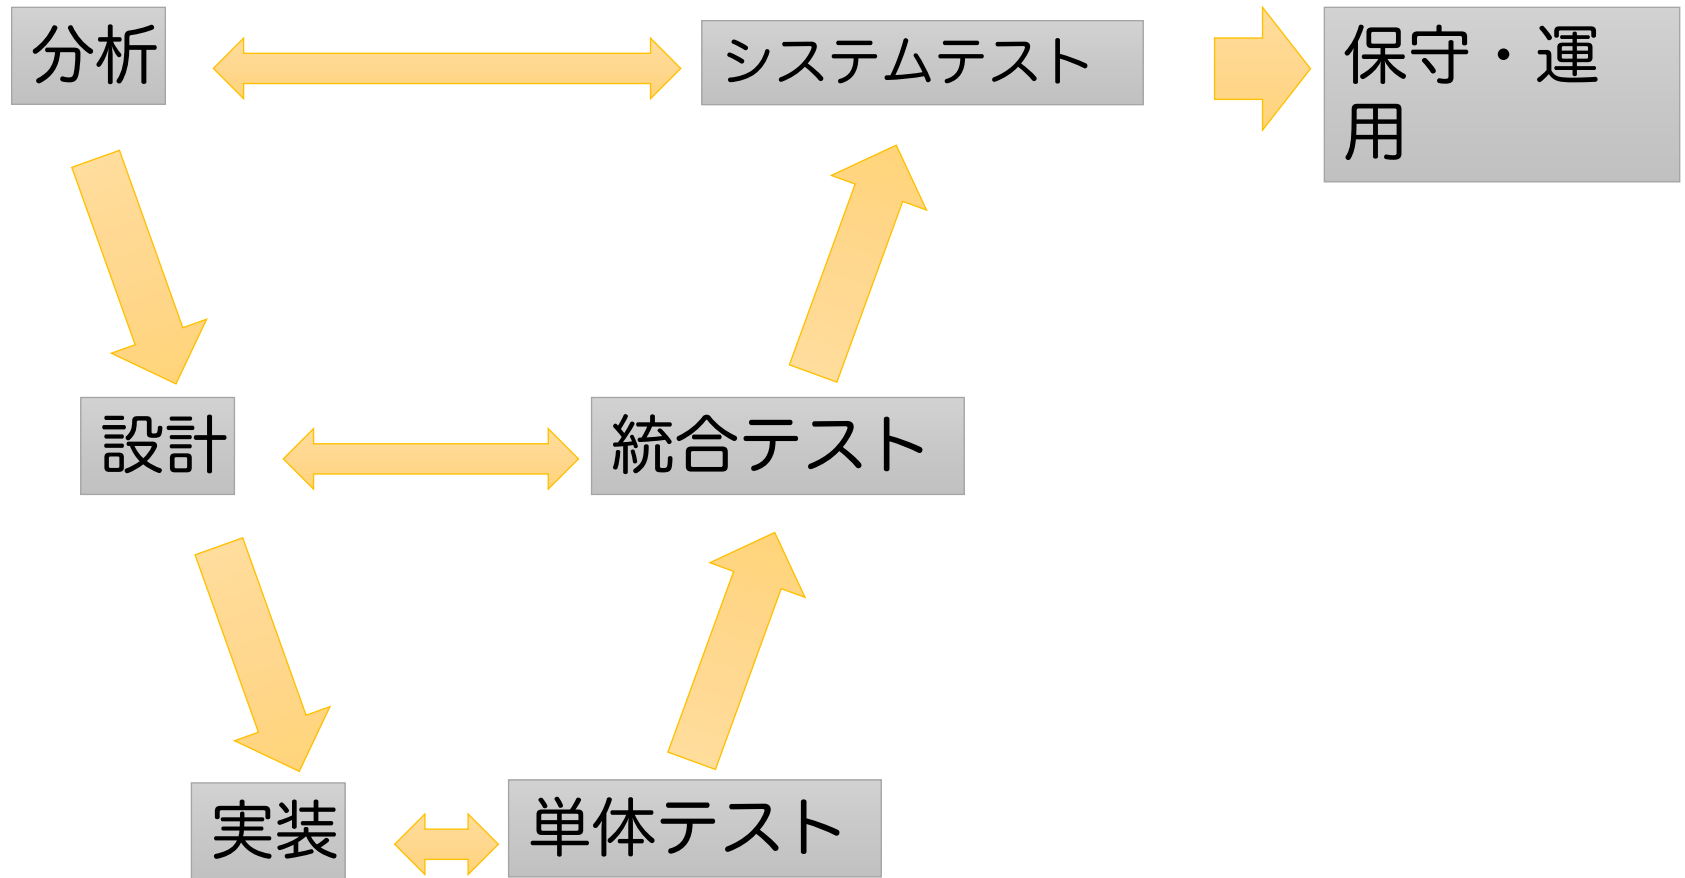 分析
システムテスト
保守・運
用
設計
統合テスト
実装
単体テスト